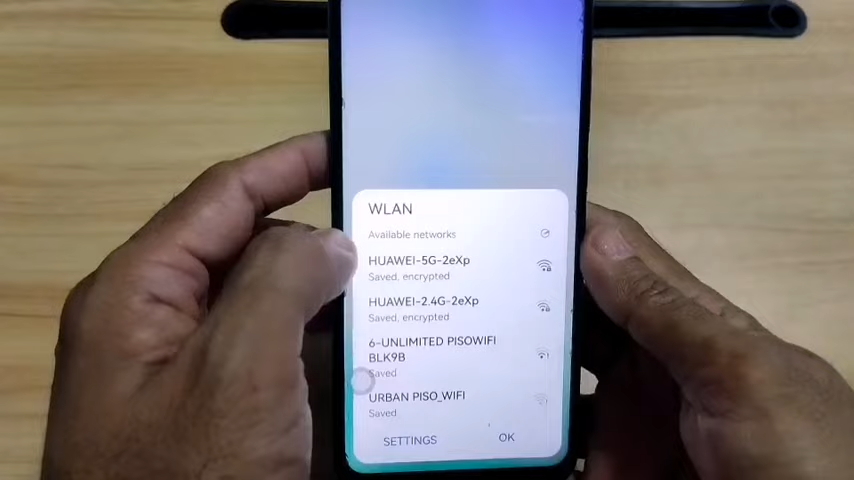 WLAN
Available networks
HUAWEI-5G-2eXp
Saved, encrypted
HUAWEI-2.4G-2eXp
Saved, encrypted
6-UNLIMITED PISOWIFI
BLK9B
Saved
URBAN PISO_WIFI
Saved
SETTINGS OK